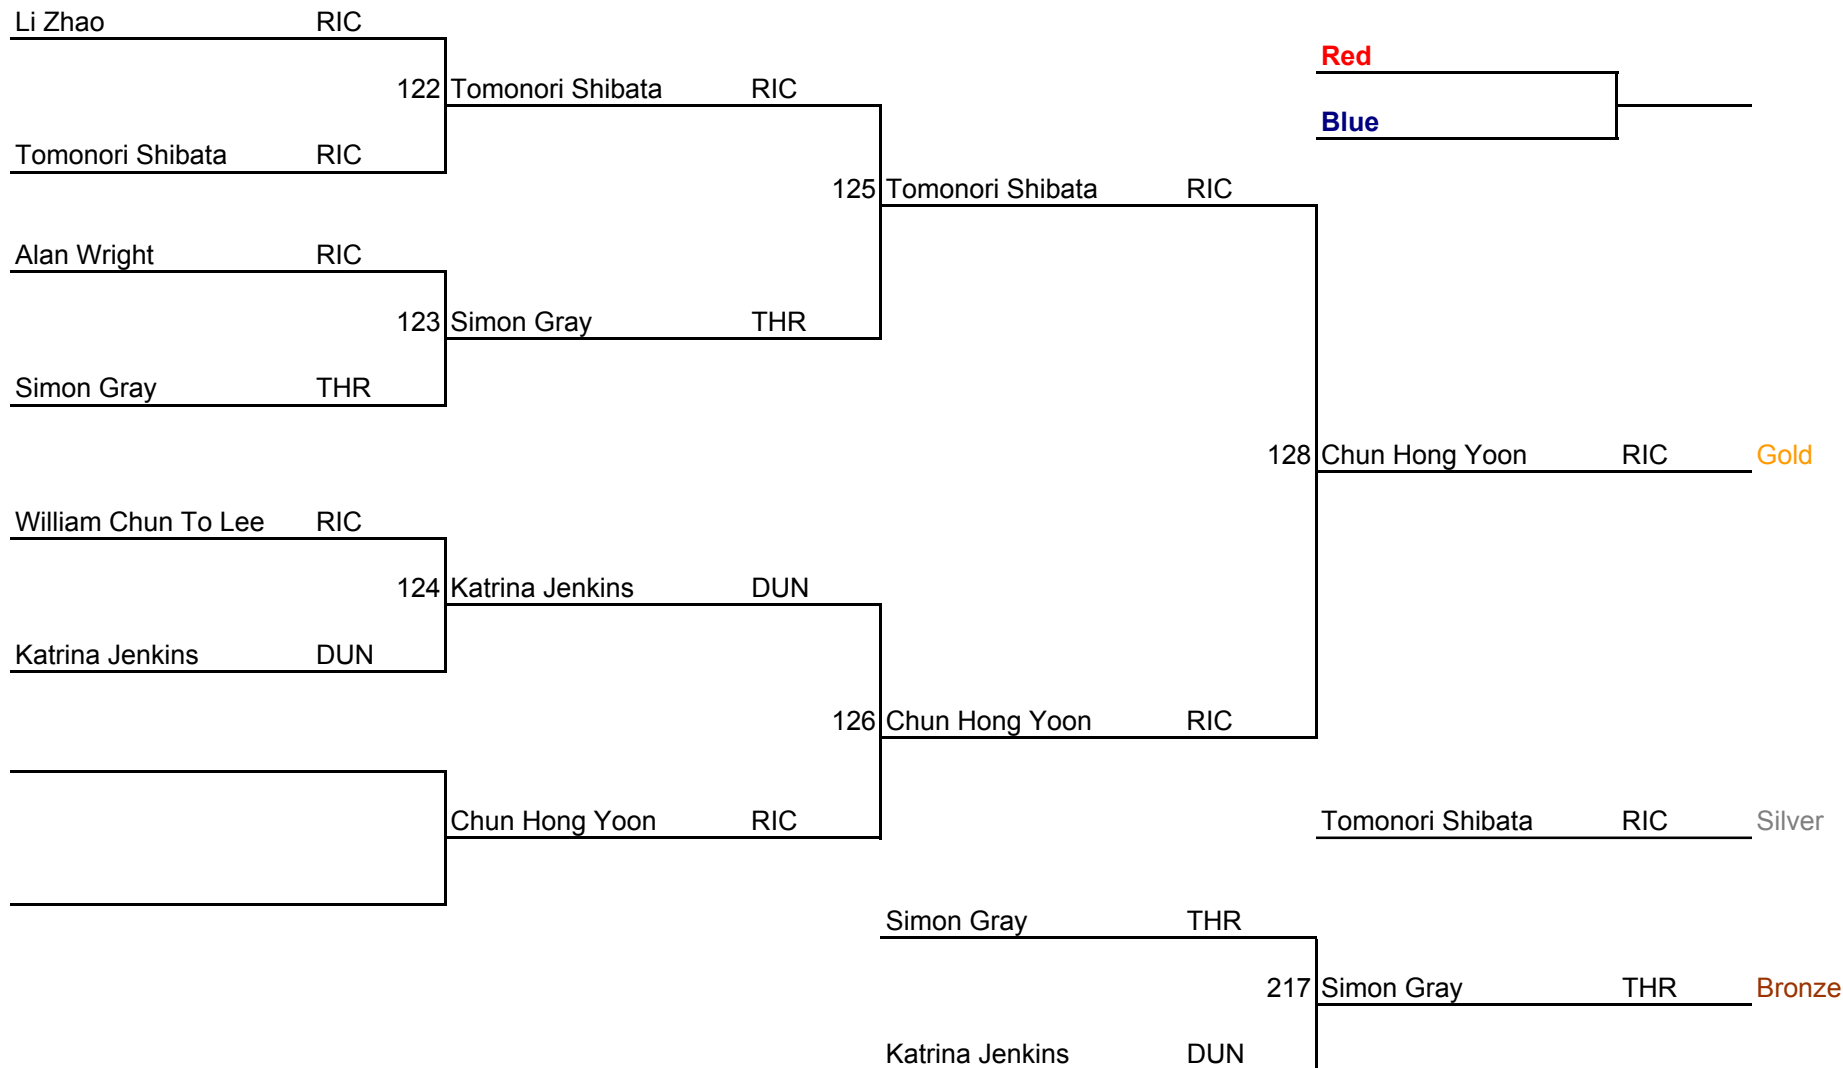 Li Zhao RIC
Red
122 Tomonori Shibata RIC
Blue
Tomonori Shibata RIC
125 Tomonori Shibata RIC
Alan Wright RIC
123 Simon Gray THR
Simon Gray THR
128 Chun Hong Yoon RIC Gold
William Chun To Lee RIC
124 Katrina Jenkins DUN
Katrina Jenkins DUN
126 Chun Hong Yoon RIC
Chun Hong Yoon RIC
Tomonori Shibata RIC Silver
Simon Gray THR
217 Simon Gray THR Bronze
Katrina Jenkins DUN